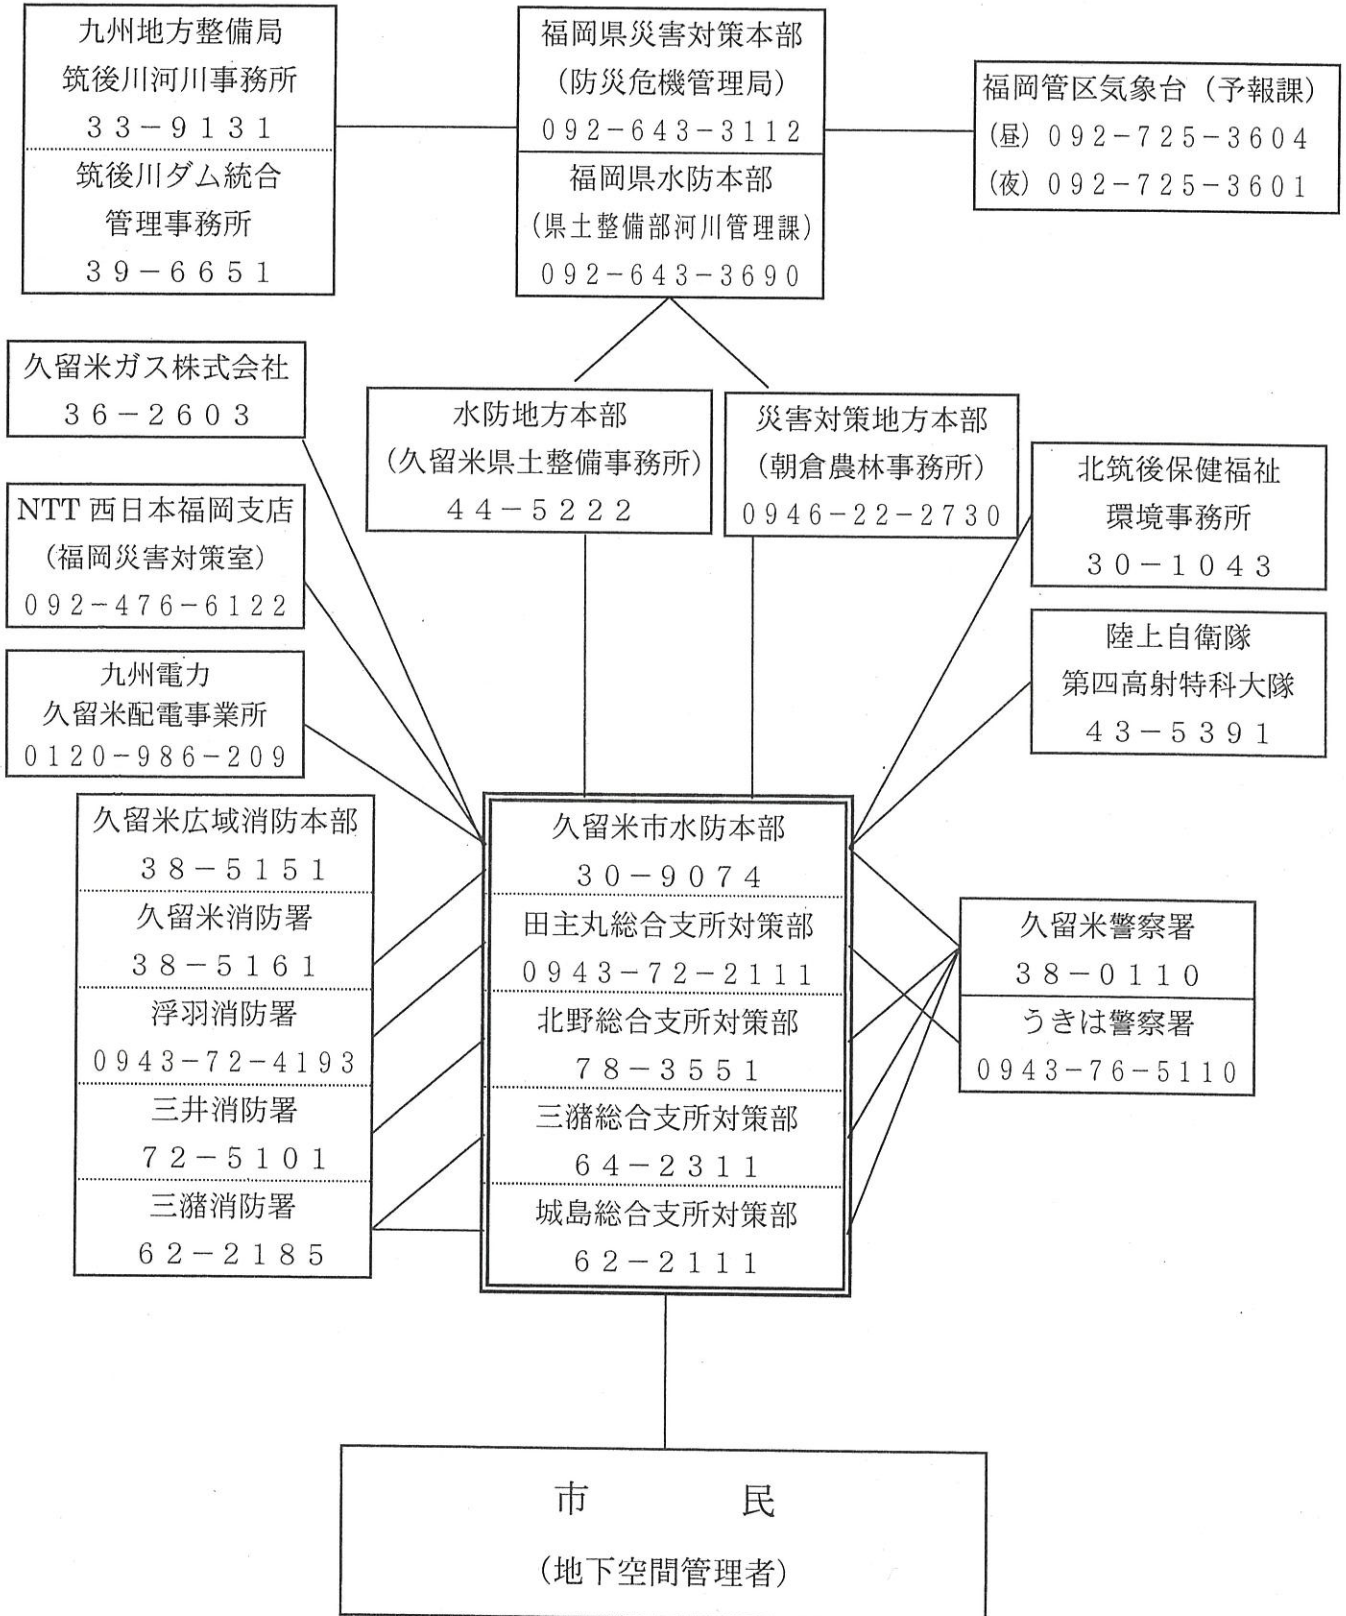 九州地方整備局
筑後川河川事務所
33-9131
筑後川ダム統合
管理事務所
39-6651
福岡県災害対策本部
(防災危機管理局)
092-643-3112
福岡県水防本部
(県土整備部河川管理課)
092-643-3690
福岡管区気象台(予報課)
(昼)092-725-3604
(夜)092-725-3601
久留米ガス株式会社
36-2603
NTT 西日本福岡支店
(福岡災害対策室)
092-476-6122
九州電力
久留米配電事業所
0120-986-209
水防地方本部
(久留米県土整備事務所)
44-5222
災害対策地方本部
(朝倉農林事務所)
0946-22-2730
北筑後保健福祉
環境事務所
30-1043
陸上自衛隊
第四高射特科大隊
43-5391
久留米広域消防本部
38-5151
久留米消防署
38-5161
浮羽消防署
0943-72-4193
三井消防署
72-5101
三潴消防署
62-2185
久留米市水防本部
30-9074
田主丸総合支所対策部
0943-72-2111
北野総合支所対策部
78-3551
三潴総合支所対策部
64-2311
城島総合支所対策部
62-2111
久留米警察署
38-0110
うきは警察署
0943-76-5110
市 民
(地下空間管理者)